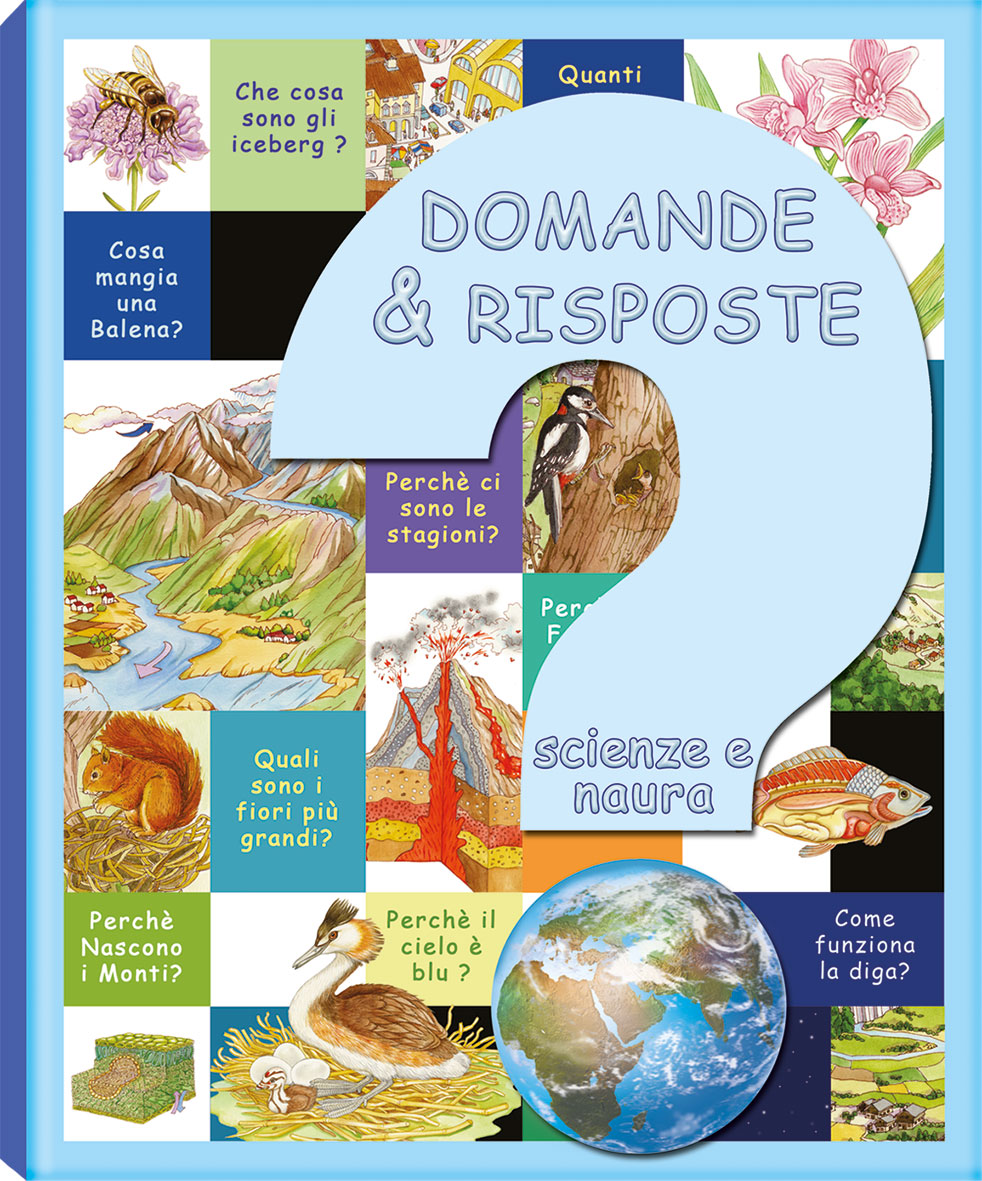 Che cosa
sono gli
iceberg ?
Quanti
DOMANDE
& RISPOSTE
Cosa
mangia
una
Balena?
Perchè ci
sono le
stagioni?
scienze e
naura
Quali
sono i
fiori più
grandi?
Perchè
Nascono
i Monti?
Perchè il
cielo è
blu ?
Come
funziona
la diga?